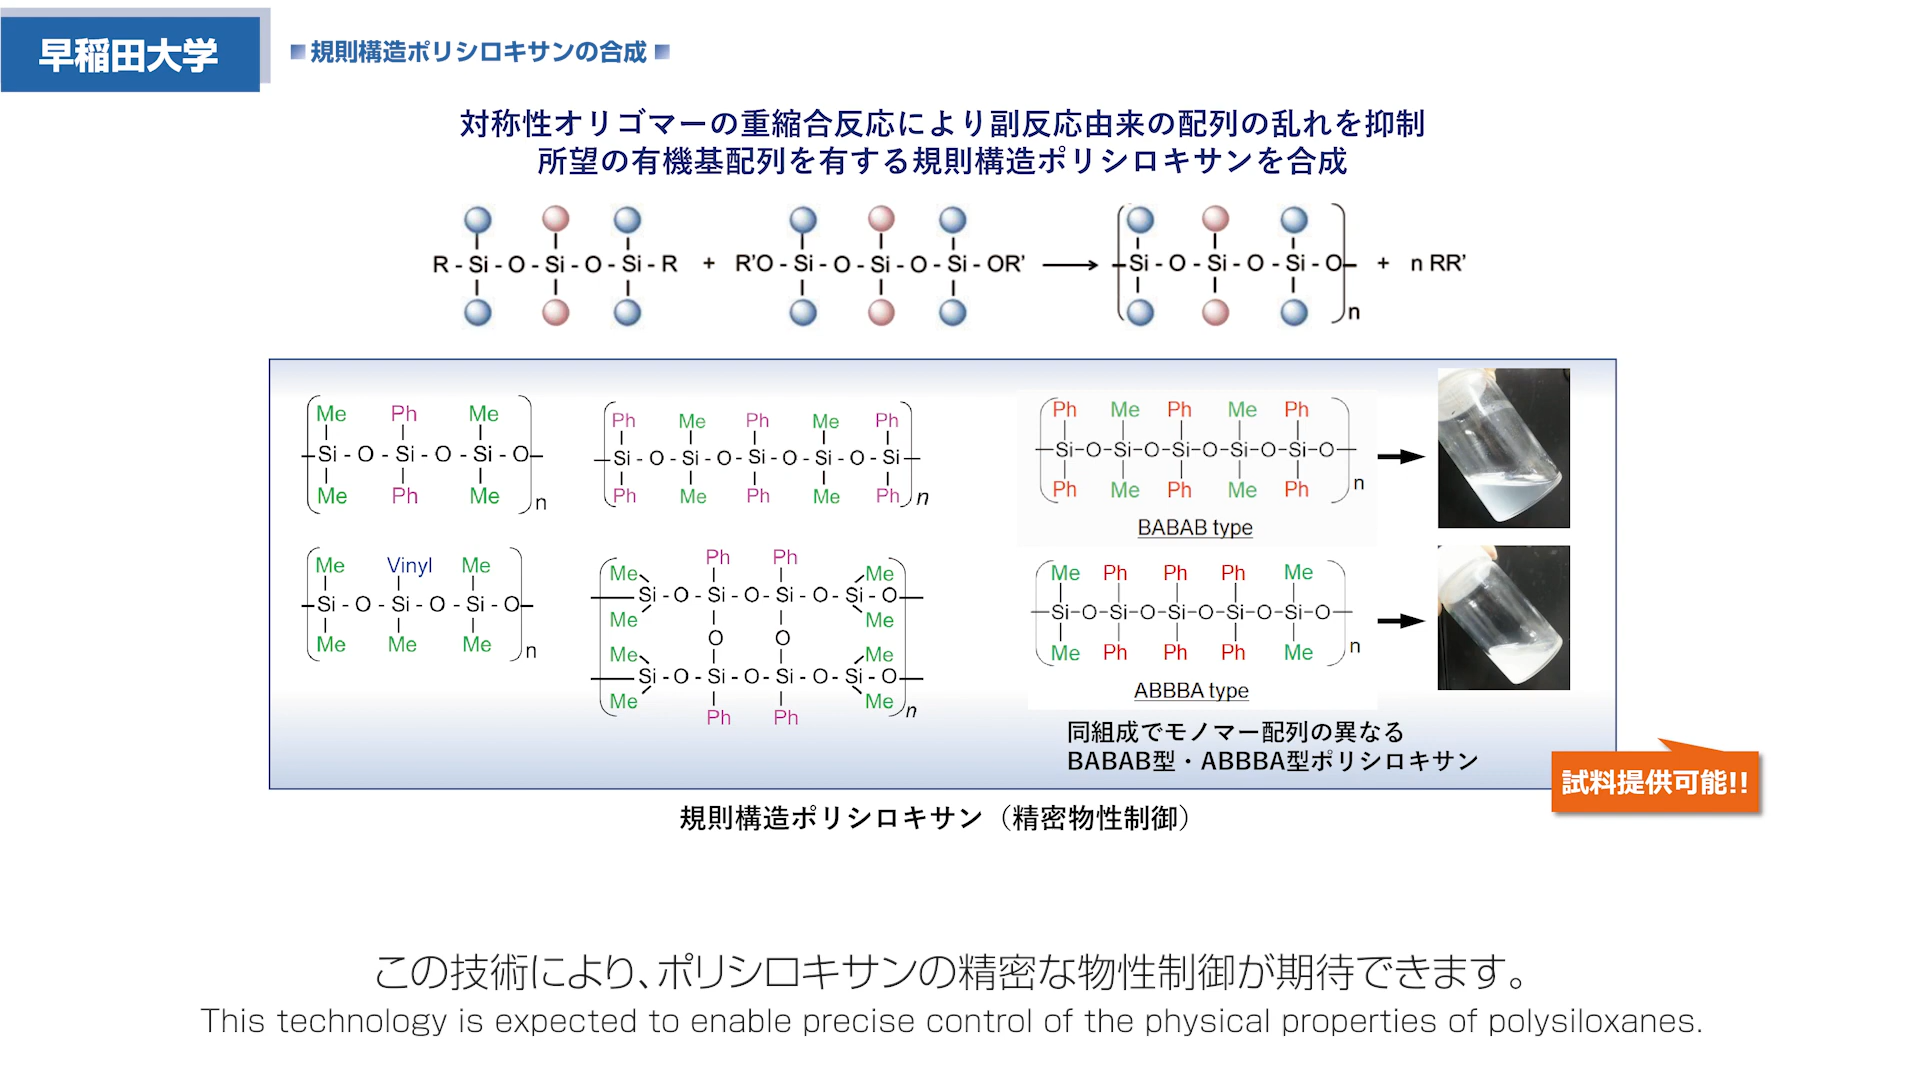 早稲田大学
規則構造ポリシロキサンの合成
対称性オリゴマーの重縮合反応により副反応由来の配列の乱れを抑制
所望の有機基配列を有する規則構造ポリシロキサンを合成
R - Si - O - Si - O - Si - R + R'O - Si - O - Si - O - Si - OR' → Si - O - Si - O - Si - O n + n RR'
Me Ph Me
Si - O - Si - O - Si - O
Me Ph Me n
Ph Me Ph Me Ph
Si - O - Si - O - Si - O - Si - O - Si
Ph Me Ph Me Ph n
Ph Me Ph Me Ph
Si-O-Si-O-Si-O-Si-O-Si-O
Ph Me Ph Me Ph n
BABAB type
Me Vinyl Me
Si - O - Si - O - Si - O
Me Me Me n
Ph Ph
Me Me
Si - O - Si - O - Si - O - Si - O
Me Me
O O
Me Me
Si - O - Si - O - Si - O - Si - O
Me Me n
Ph Ph
Me Ph Ph Ph Me
Si-O-Si-O-Si-O-Si-O-Si-O
Me Ph Ph Ph Me n
ABBBA type
同組成でモノマー配列の異なる
BABAB型・ABBBA型ポリシロキサン
試料提供可能!!
規則構造ポリシロキサン（精密物性制御）
この技術により、ポリシロキサンの精密な物性制御が期待できます。
This technology is expected to enable precise control of the physical properties of polysiloxanes.